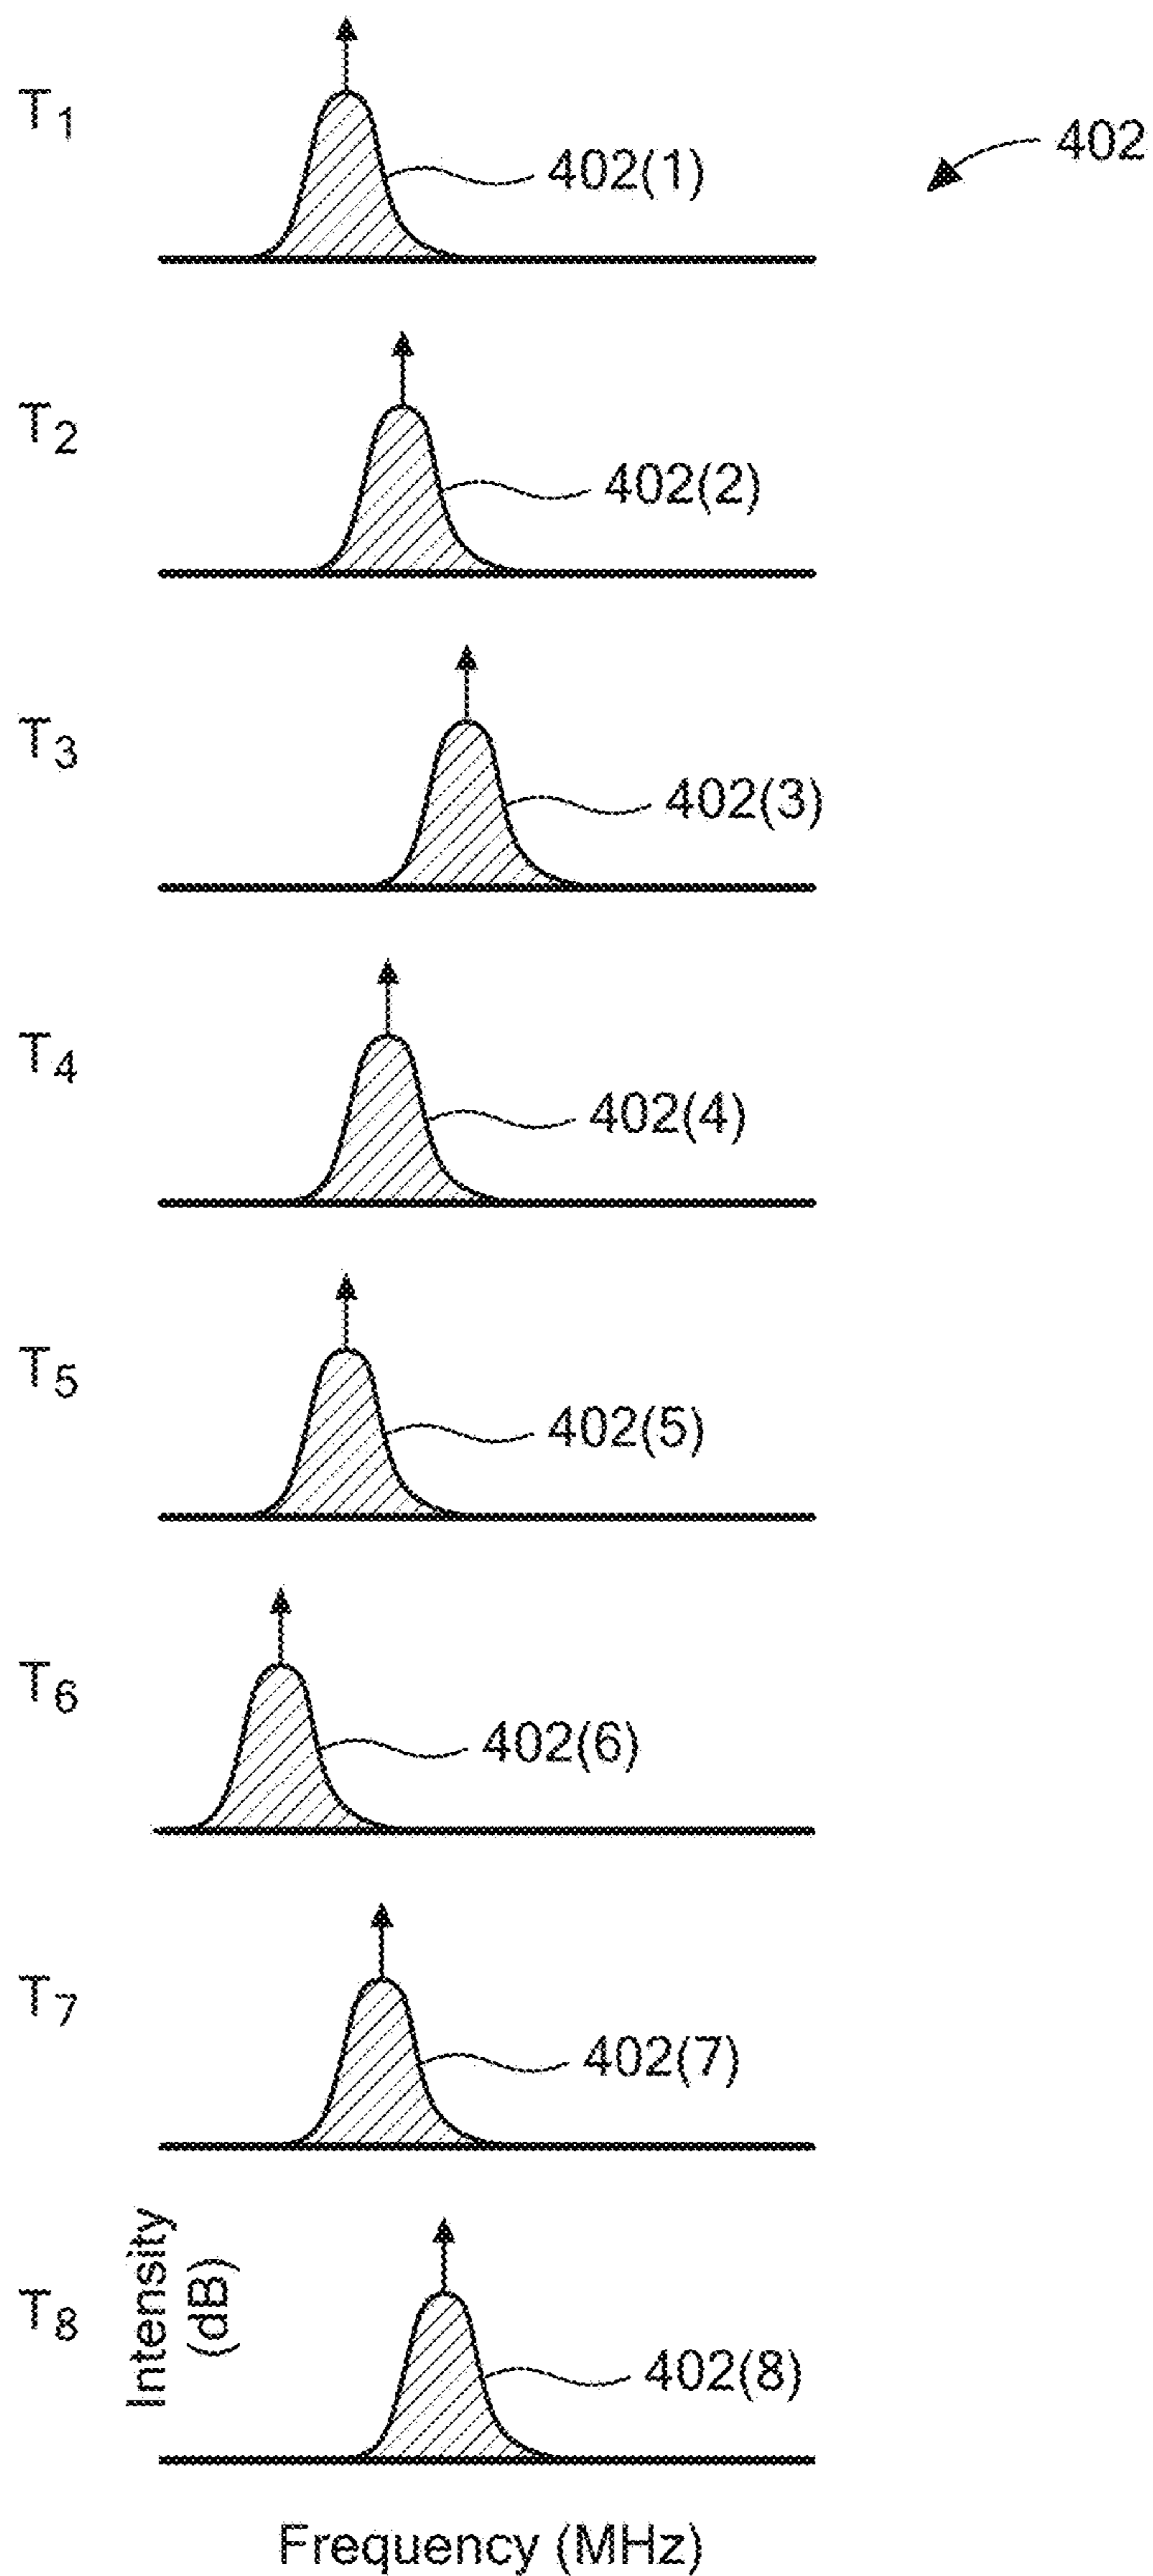 T1
402(1)
402
T2
402(2)
T3
402(3)
T4
402(4)
T5
402(5)
T6
402(6)
T7
402(7)
T8
Intensity
(dB)
402(8)
Frequency (MHz)